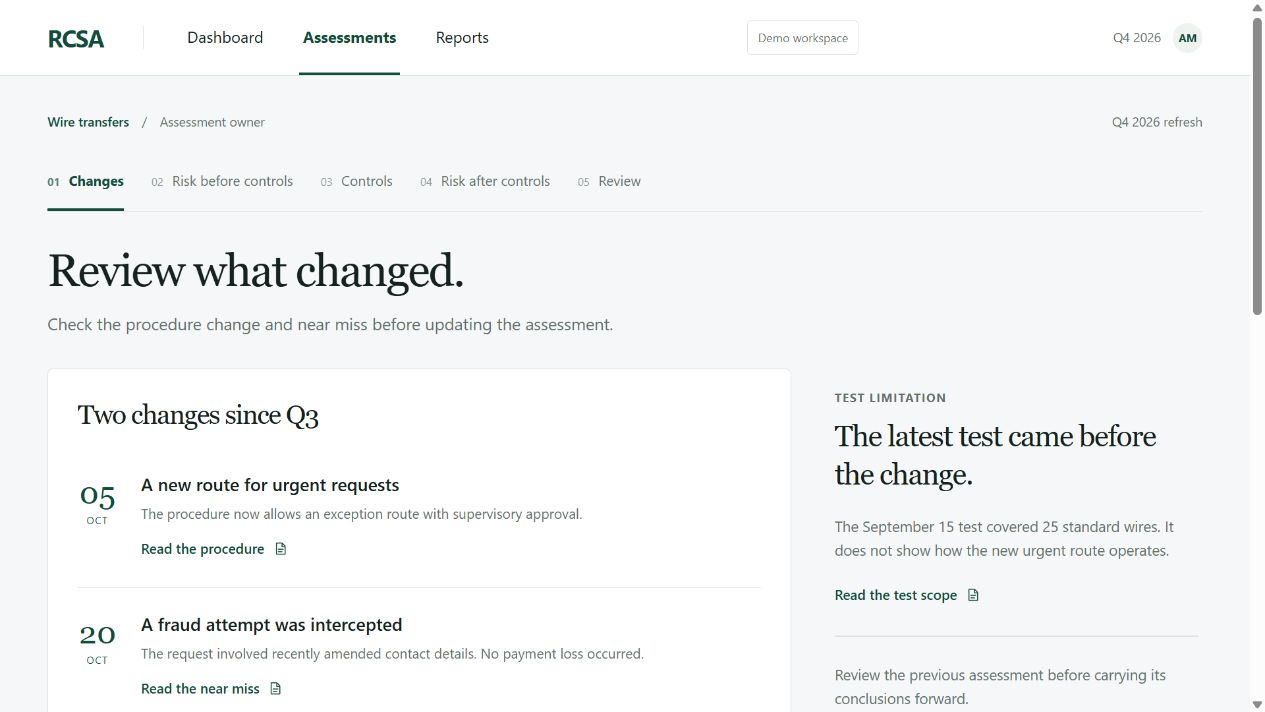 RCSA
Dashboard
Assessments
Reports
Demo workspace
Q4 2026
AM
Wire transfers / Assessment owner
Q4 2026 refresh
01 Changes
02 Risk before controls
03 Controls
04 Risk after controls
05 Review
Review what changed.
Check the procedure change and near miss before updating the assessment.
Two changes since Q3
05
OCT
A new route for urgent requests
The procedure now allows an exception route with supervisory approval.
Read the procedure
20
OCT
A fraud attempt was intercepted
The request involved recently amended contact details. No payment loss occurred.
Read the near miss
TEST LIMITATION
The latest test came before
the change.
The September 15 test covered 25 standard wires. It
does not show how the new urgent route operates.
Read the test scope
Review the previous assessment before carrying its
conclusions forward.